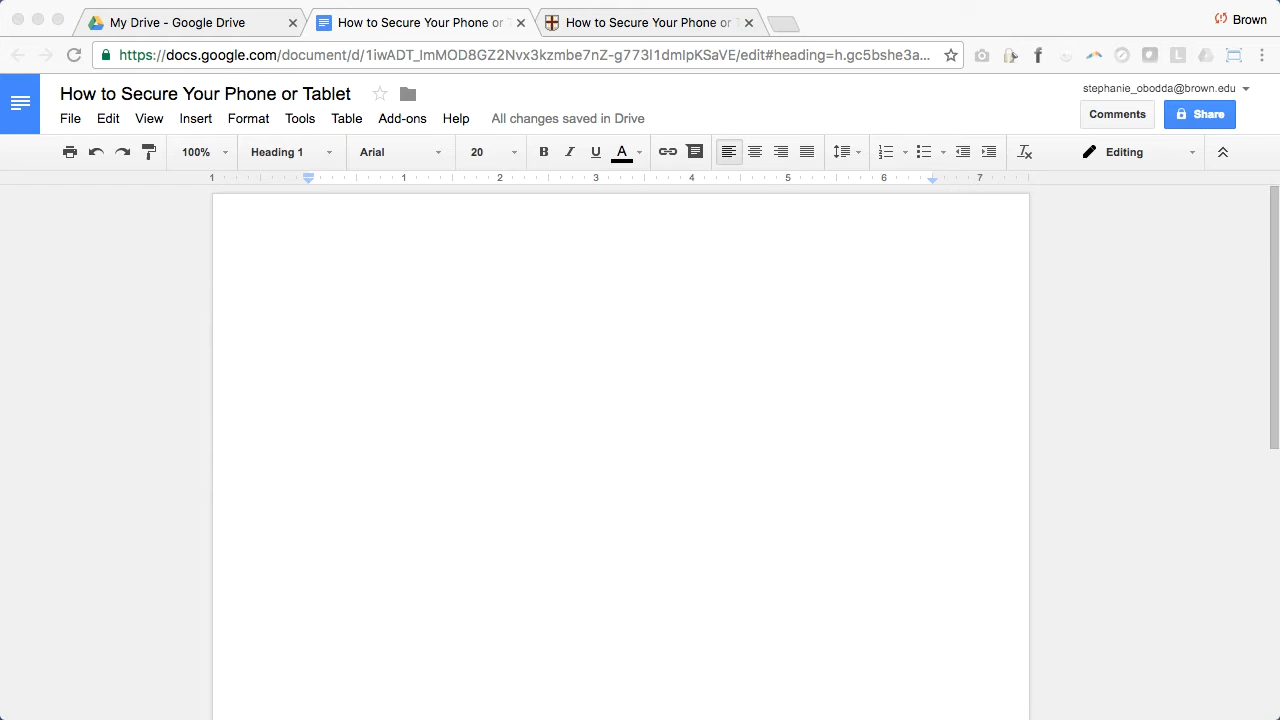 My Drive - Google Drive
How to Secure Your Phone or
How to Secure Your Phone or
Brown
https://docs.google.com/document/d/1iwADT_lmMOD8GZ2Nvx3kzmbe7nZ-g773l1dmIpKSaVE/edit#heading=h.gc5bshe3a...
How to Secure Your Phone or Tablet
stephanie_obodda@brown.edu
File Edit View Insert Format Tools Table Add-ons Help All changes saved in Drive
Comments Share
100% Heading 1 Arial 20 B I U A Editing
1 1 2 3 4 5 6 7